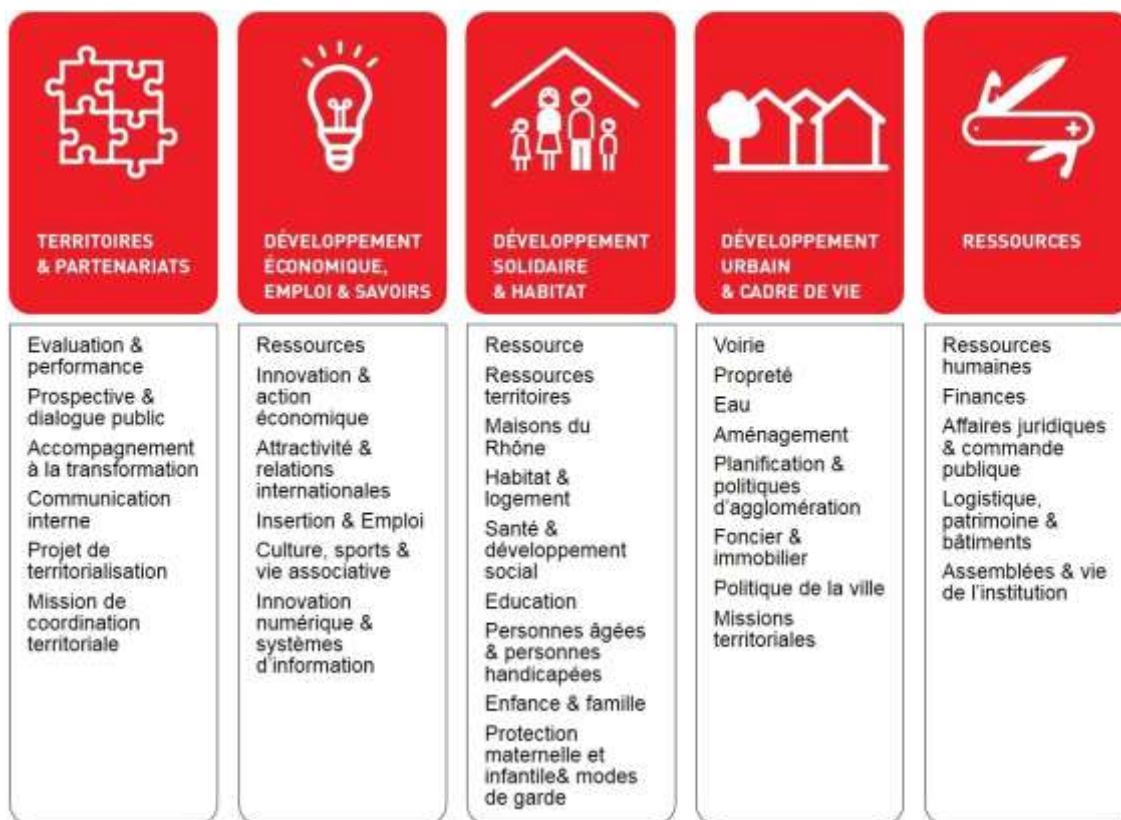 TERRITOIRES
& PARTENARIATS
Evaluation &
performance
Prospective &
dialogue public
Accompagnement
à la transformation
Communication
interne
Projet de
territorialisation
Mission de
coordination
territoriale
DÉVELOPPEMENT
ÉCONOMIQUE,
EMPLOI & SAVOIRS
Ressources
Innovation &
action
économique
Attractivité &
relations
internationales
Insertion & Emploi
Culture, sports &
vie associative
Innovation
numérique &
systèmes
d'information
DÉVELOPPEMENT
SOLIDAIRE
& HABITAT
Ressource
Ressources
territoires
Maisons du
Rhône
Habitat &
logement
Santé &
développement
social
Education
Personnes âgées
& personnes
handicapées
Enfance & famille
Protection
maternelle et
infantile& modes
de garde
DÉVELOPPEMENT
URBAIN
& CADRE DE VIE
Voirie
Propreté
Eau
Aménagement
Planification &
politiques
d'agglomération
Foncier &
immobilier
Politique de la ville
Missions
territoriales
RESSOURCES
Ressources
humaines
Finances
Affaires juridiques
& commande
publique
Logistique,
patrimoine &
bâtiments
Assemblées & vie
de l'institution